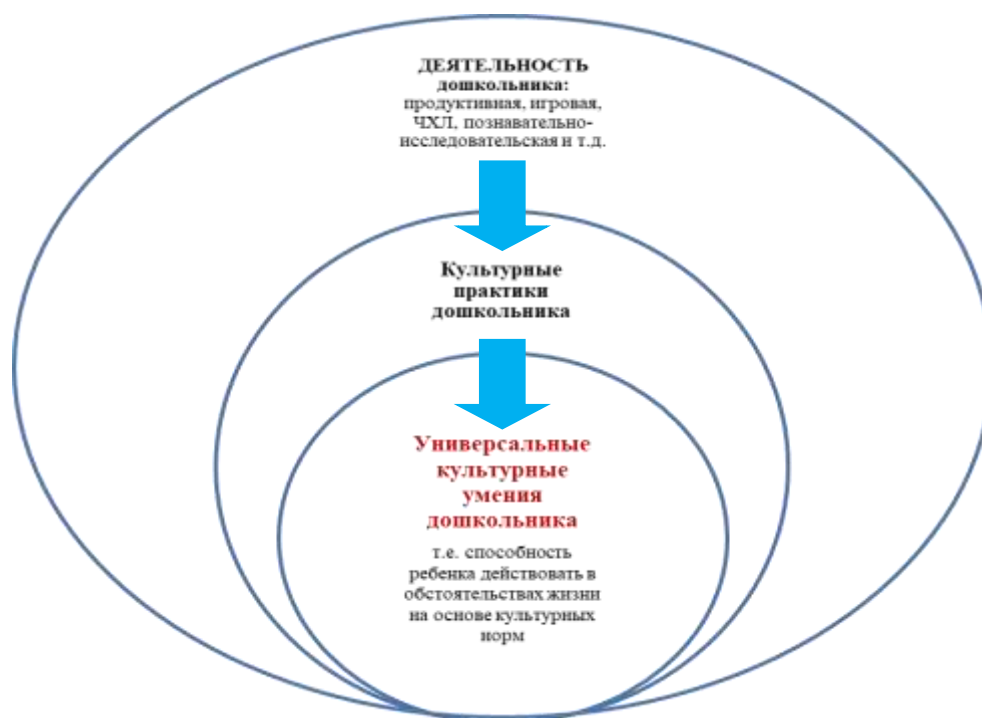 ДЕЯТЕЛЬНОСТЬ
дошкольника:
продуктивная, игровая,
ЧХЛ, познавательно-
исследовательская и т.д.
Культурные
практики
дошкольника
Универсальные
культурные
умения
дошкольника
т.е. способность
ребенка действовать в
обстоятельствах жизни
на основе культурных
норм